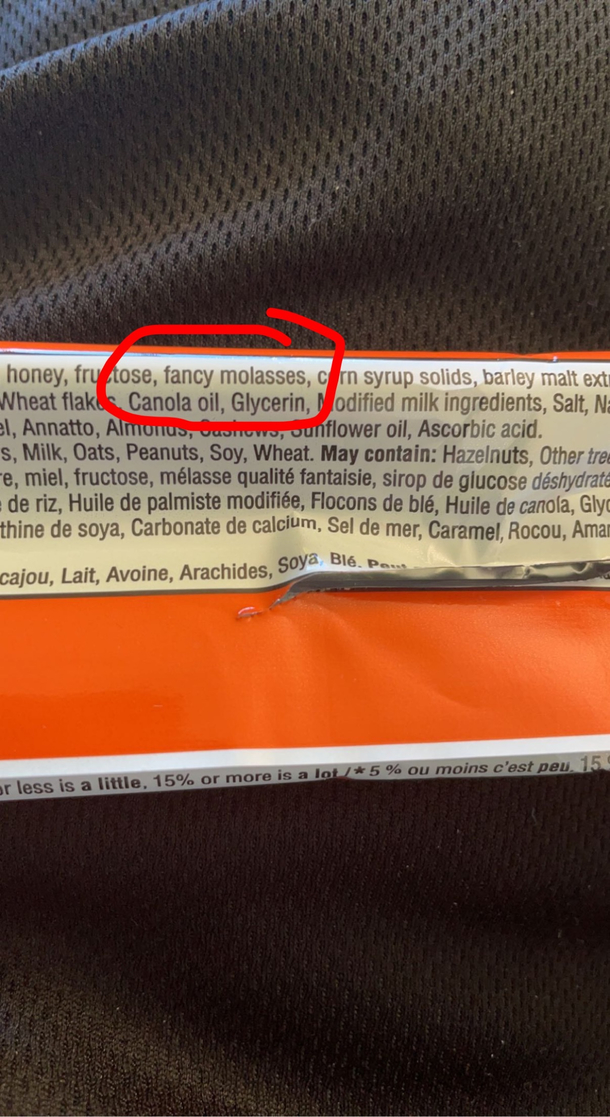 honey, fructose, fancy molasses, corn syrup solids, barley malt extr
Wheat flakes, Canola oil, Glycerin, Modified milk ingredients, Salt, Na
el, Annatto, Almonds, Cashews, Sunflower oil, Ascorbic acid.
s, Milk, Oats, Peanuts, Soy, Wheat. May contain: Hazelnuts, Other tree
re, miel, fructose, mélasse qualité fantaisie, sirop de glucose déshydraté
de riz, Huile de palmiste modifiée, Flocons de blé, Huile de canola, Glyc
thine de soya, Carbonate de calcium, Sel de mer, Caramel, Rocou, Aman
cajou, Lait, Avoine, Arachides, Soya, Blé.
or less is a little, 15% or more is a lot / * 5 % ou moins c'est peu, 15